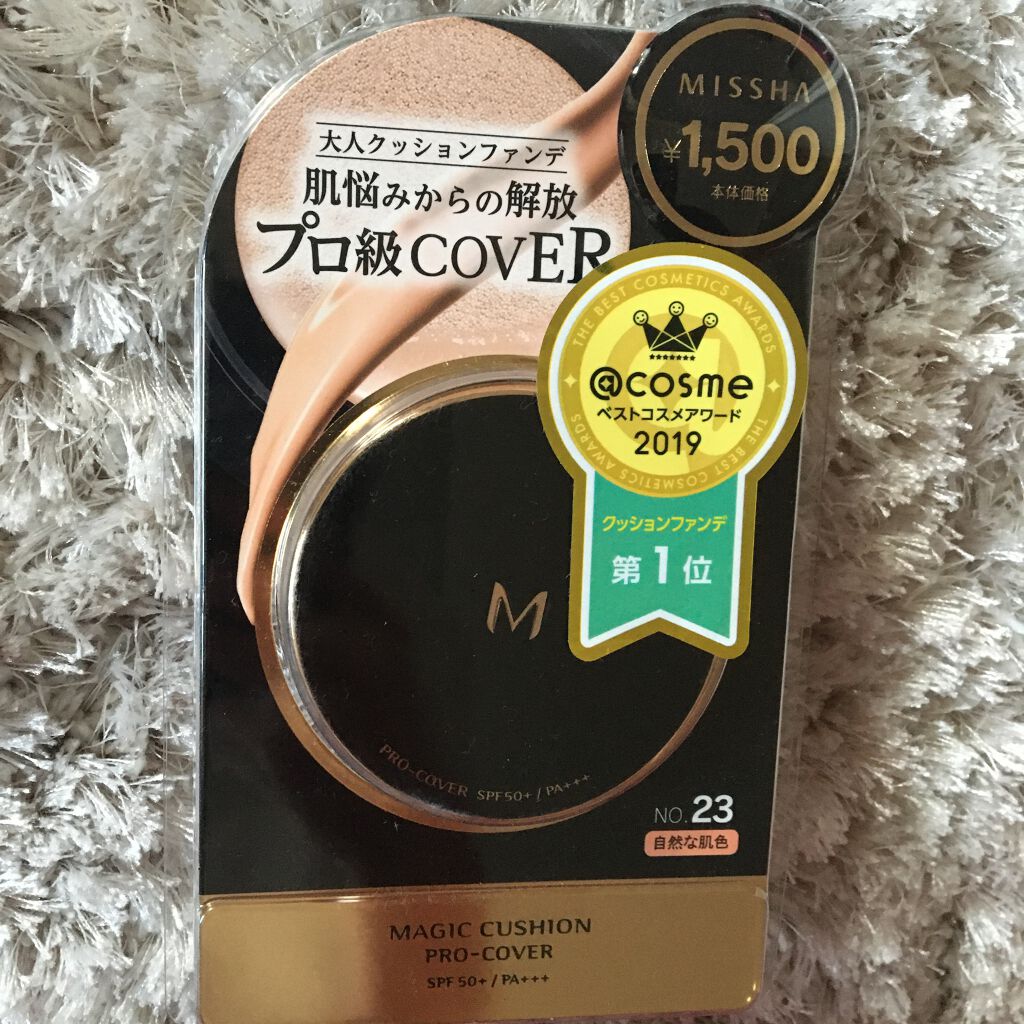 MISSHA
¥1,500
本体価格
大人クッションファンデ
肌悩みからの解放
プロ級COVER
THE BEST COSMETICS AWARDS
@cosme
ベストコスメアワード
2019
THE BEST COSMETICS AWARDS
クッションファンデ
第1位
M
PRO-COVER SPF50+/PA+++
NO.23
自然な肌色
MAGIC CUSHION
PRO-COVER
SPF 50+ / PA+++